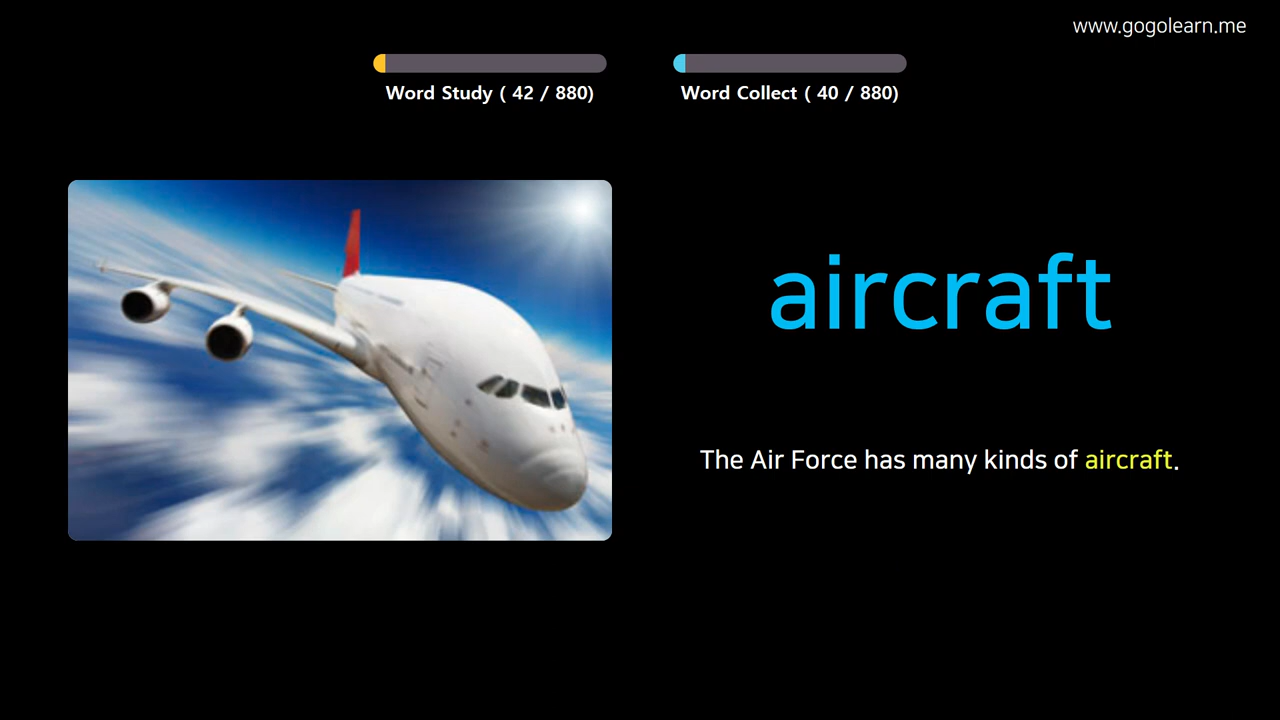 www.gogolearn.me
Word Study ( 42 / 880)
Word Collect ( 40 / 880)
aircraft
The Air Force has many kinds of aircraft.